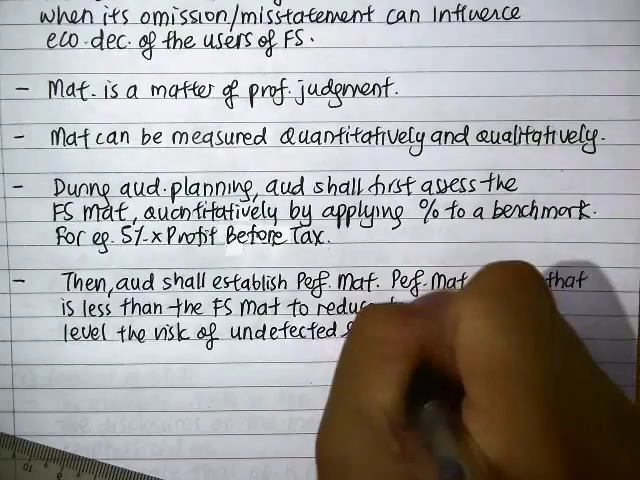 when its omission/misstatement can influence
eco.dec. of the users of FS.
- Mat. is a matter of prof. judgment.
- Mat can be measured quantitatively and qualitatively.
- During aud.planning, aud shall first assess the
FS mat, quantitatively by applying % to a benchmark.
For eg. 5% x Profit Before Tax.
- Then, aud shall establish Pef. Mat. Pef. Mat that
is less than the FS mat to reduce
level the risk of undetected
10